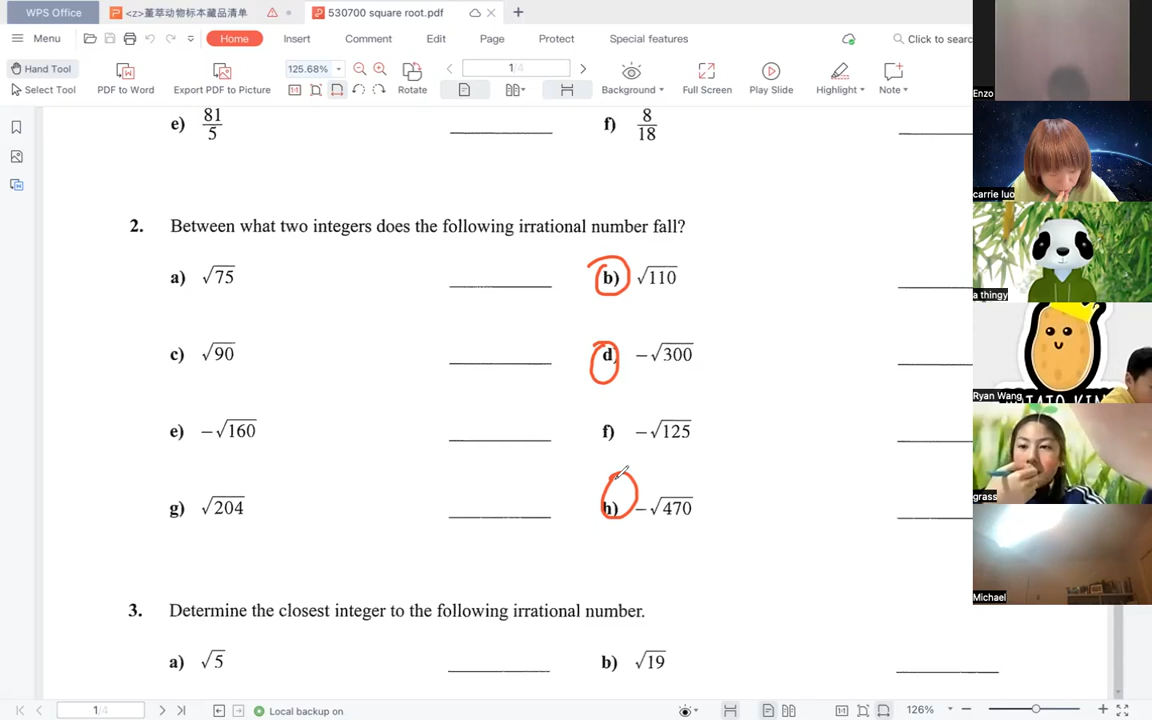 WPS Office <z>堇萃动物标本藏品清单 530700 square root.pdf
Menu Home Insert Comment Edit Page Protect Special features Click to searc
Hand Tool 125.68% 1/4
Select Tool PDF to Word Export PDF to Picture Rotate Background Full Screen Play Slide Highlight Note
Enzo
e) 81/5 f) 8/18
carrie luo
2. Between what two integers does the following irrational number fall?
a) √75 b) √110
a thingy
c) √90 d) −√300
POTATO KIN
Ryan Wang
e) −√160 f) −√125
grass
g) √204 h) −√470
Michael
3. Determine the closest integer to the following irrational number.
a) √5 b) √19
1/4 Local backup on 126%